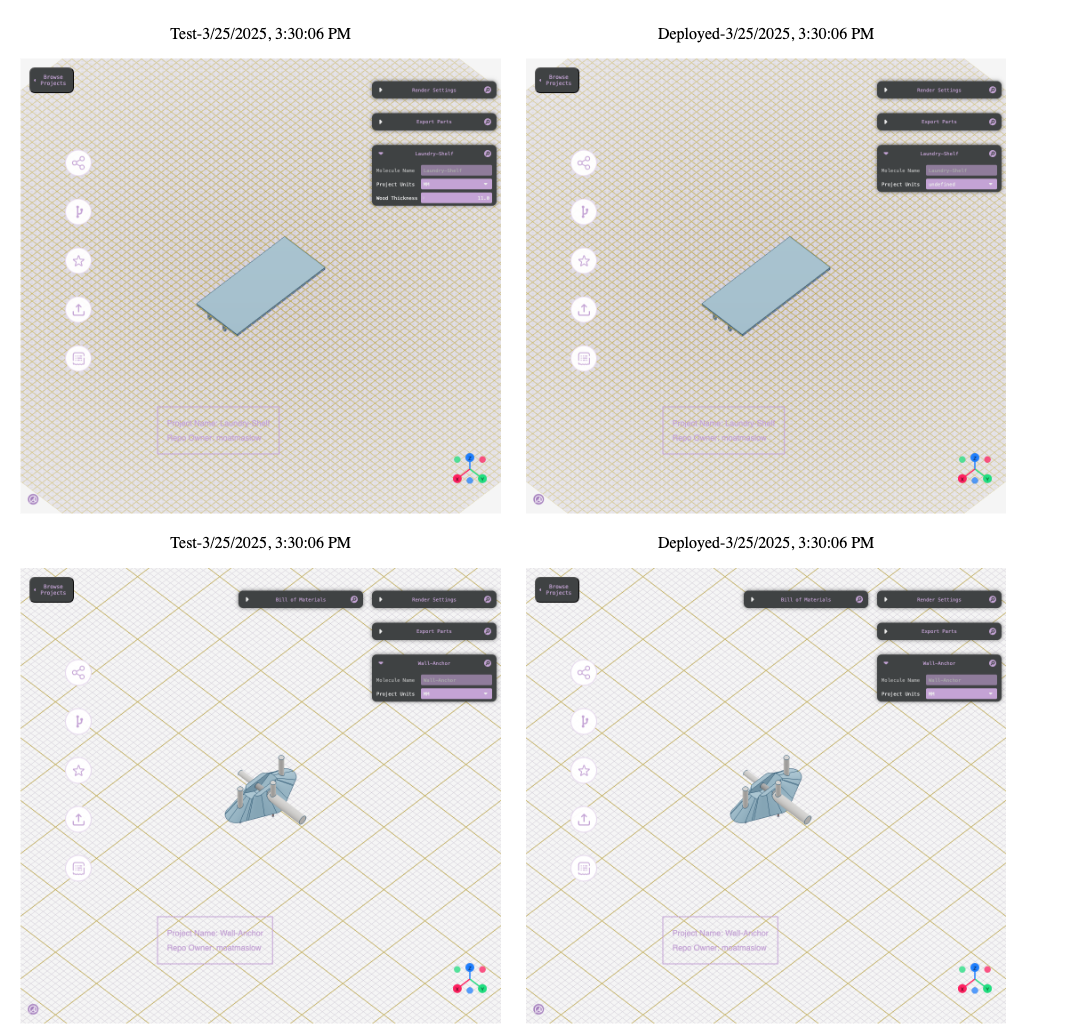 Test-3/25/2025, 3:30:06 PM
Deployed-3/25/2025, 3:30:06 PM
Browse
Projects
Render Settings
Export Parts
Laundry-Shelf
Molecule Name Laundry-Shelf
Project Units MM
Wood Thickness 12.0
Project Name: Laundry-Shelf
Repo Owner: moatmaslow
Browse
Projects
Render Settings
Export Parts
Laundry-Shelf
Molecule Name Laundry-Shelf
Project Units undefined
Project Name: Laundry-Shelf
Repo Owner: moatmaslow
Test-3/25/2025, 3:30:06 PM
Deployed-3/25/2025, 3:30:06 PM
Browse
Projects
Bill of Materials
Render Settings
Export Parts
Wall-Anchor
Molecule Name Wall-Anchor
Project Units MM
Project Name: Wall-Anchor
Repo Owner: moatmaslow
Browse
Projects
Bill of Materials
Render Settings
Export Parts
Wall-Anchor
Molecule Name Wall-Anchor
Project Units MM
Project Name: Wall-Anchor
Repo Owner: moatmaslow